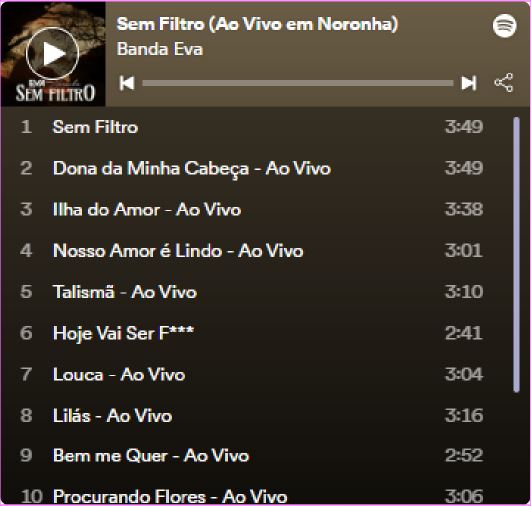 Sem Filtro (Ao Vivo em Noronha)
Banda Eva
SEM FILTRO
1 Sem Filtro 3:49
2 Dona da Minha Cabeça - Ao Vivo 3:49
3 Ilha do Amor - Ao Vivo 3:38
4 Nosso Amor é Lindo - Ao Vivo 3:01
5 Talismã - Ao Vivo 3:10
6 Hoje Vai Ser F*** 2:41
7 Louca - Ao Vivo 3:04
8 Lilás - Ao Vivo 3:16
9 Bem me Quer - Ao Vivo 2:52
10 Procurando Flores - Ao Vivo 3:06